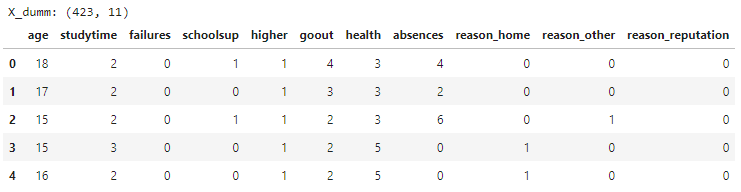 X_dumm: (423, 11)
age studytime failures schoolsup higher goout health absences reason_home reason_other reason_reputation
0 18 2 0 1 1 4 3 4 0 0 0
1 17 2 0 0 1 3 3 2 0 0 0
2 15 2 0 1 1 2 3 6 0 1 0
3 15 3 0 0 1 2 5 0 1 0 0
4 16 2 0 0 1 2 5 0 1 0 0